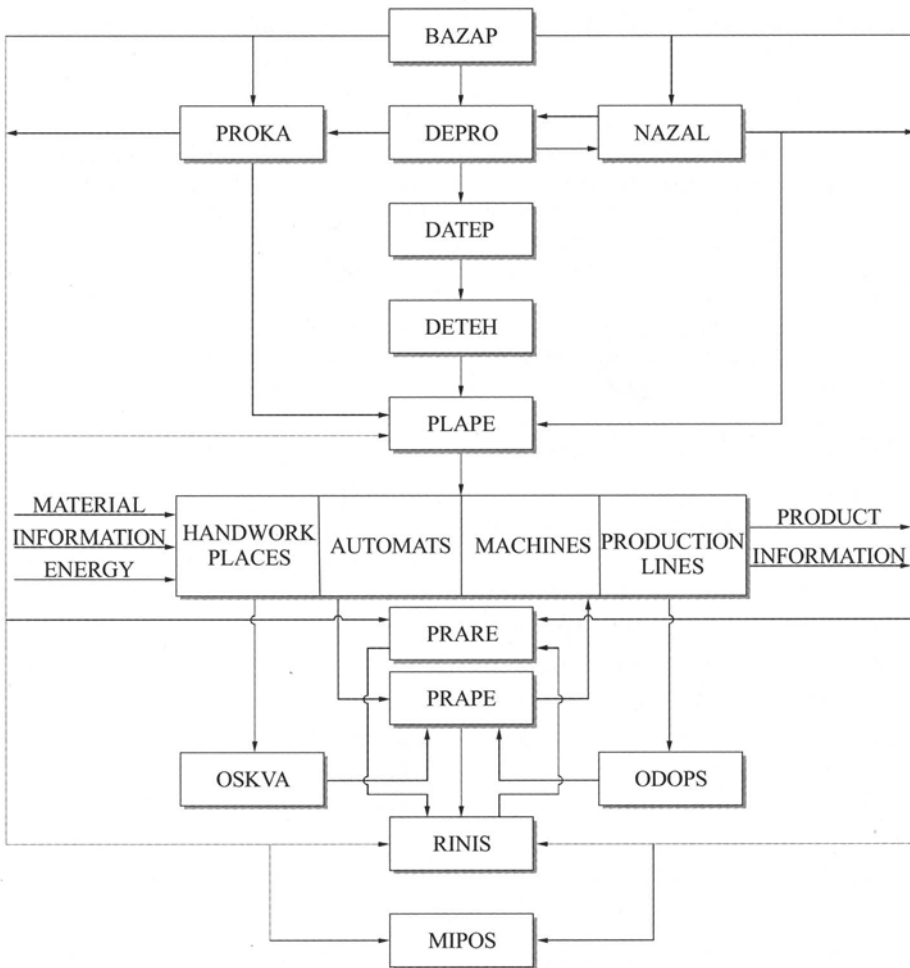 BAZAP
PROKA
DEPRO
NAZAL
DATEP
DETEH
PLAPE
MATERIAL
INFORMATION
ENERGY
HANDWORK
PLACES
AUTOMATS
MACHINES
PRODUCTION
LINES
PRODUCT
INFORMATION
PRARE
PRAPE
OSKVA
ODOPS
RINIS
MIPOS